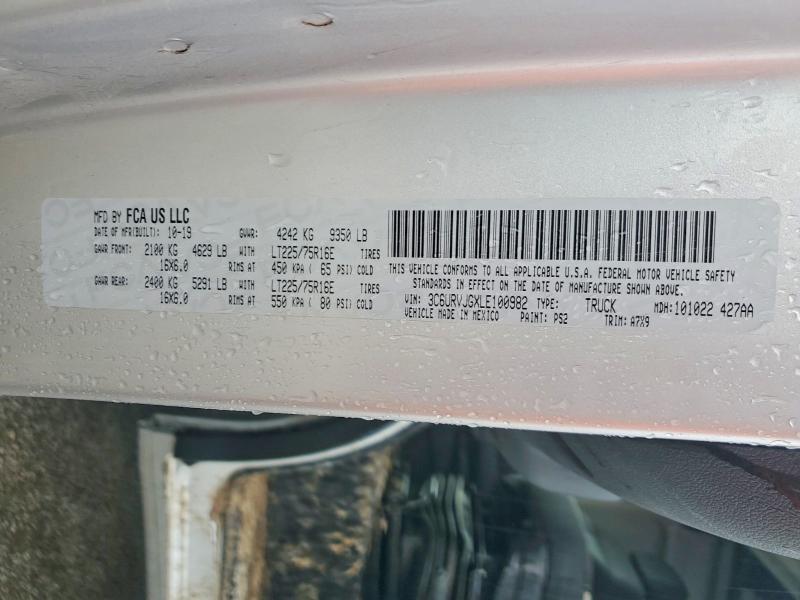 MFD BY FCA US LLC
DATE OF MFR(BUILT): 10-19 GVWR: 4242 KG 9350 LB
GAWR FRONT: 2100 KG 4629 LB WITH LT225/75R16E TIRES
16X6.0 RIMS AT 450 KPA ( 65 PSI) COLD
GAWR REAR: 2400 KG 5291 LB WITH LT225/75R16E TIRES
16X6.0 RIMS AT 550 KPA ( 80 PSI) COLD
THIS VEHICLE CONFORMS TO ALL APPLICABLE U.S.A. FEDERAL MOTOR VEHICLE SAFETY
STANDARDS IN EFFECT ON THE DATE OF MANUFACTURE SHOWN ABOVE.
VIN: 3C6URVJGXLE100982 TYPE: TRUCK MDH:101022 427AA
VEHICLE MADE IN MEXICO PAINT: PS2 TRIM: A7X9